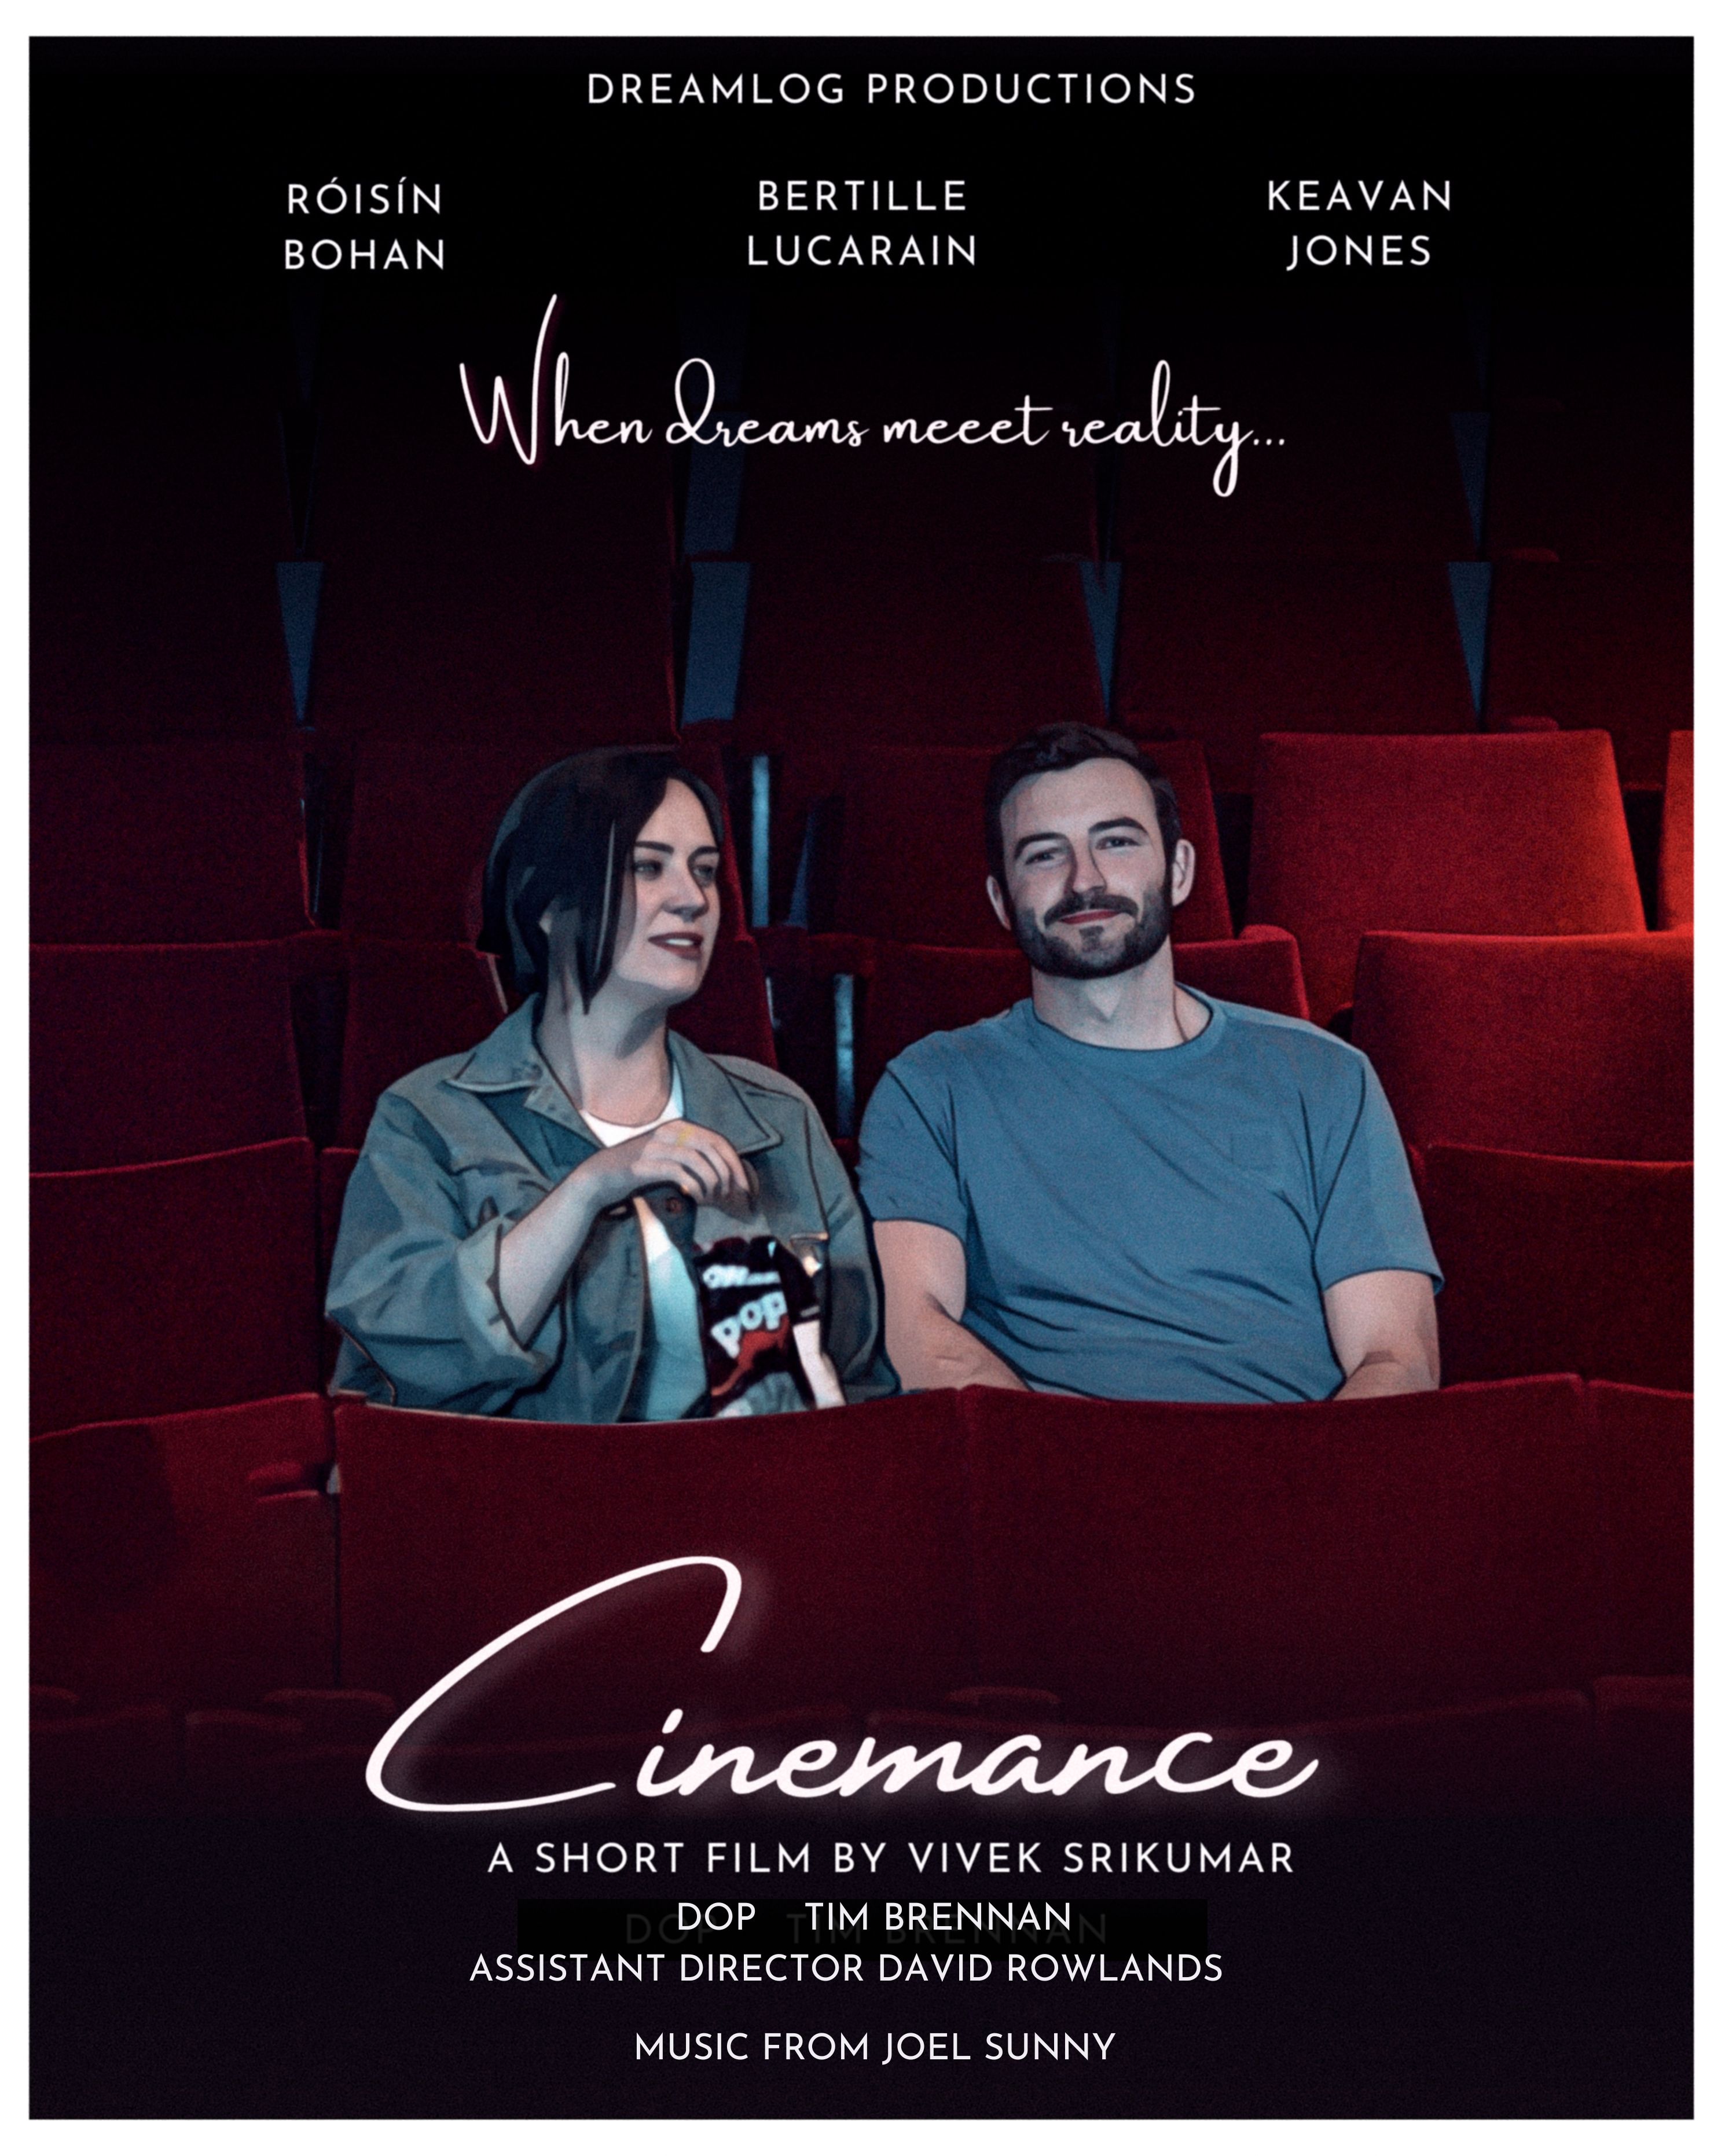 DREAMLOG PRODUCTIONS
RÓISÍN
BOHAN
BERTILLE
LUCARAIN
KEAVAN
JONES
When dreams meeet reality...
pop
Cinemance
A SHORT FILM BY VIVEK SRIKUMAR
DOP TIM BRENNAN
ASSISTANT DIRECTOR DAVID ROWLANDS
MUSIC FROM JOEL SUNNY